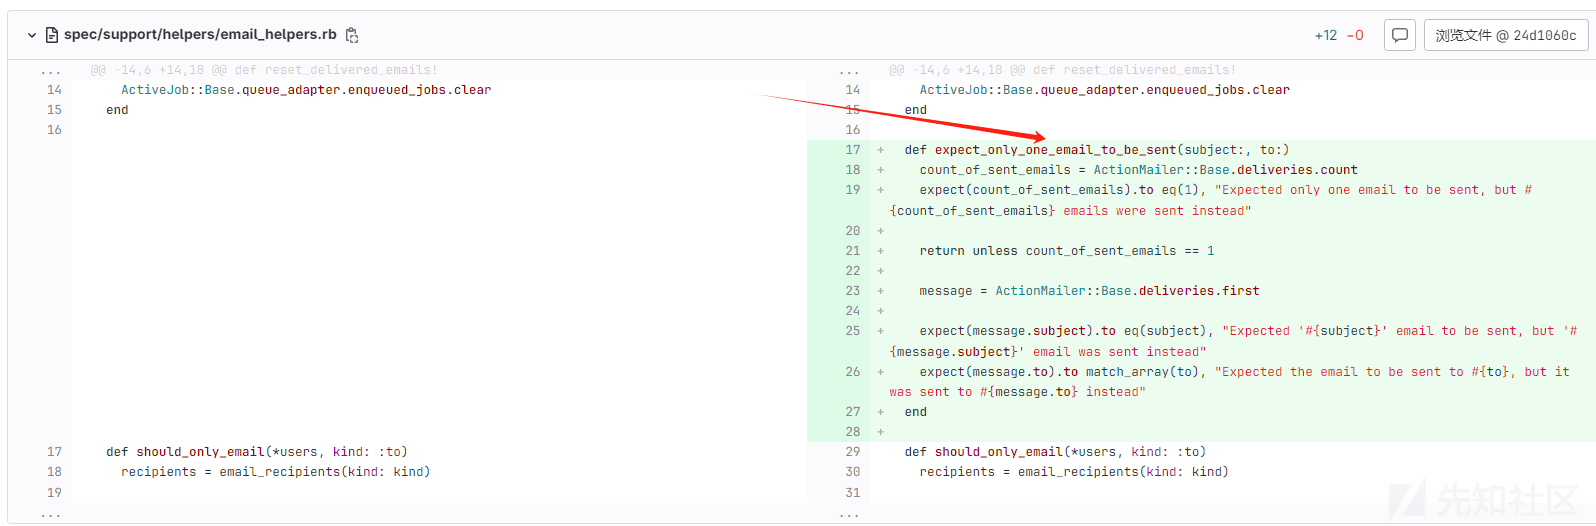 spec/support/helpers/email_helpers.rb
+12 −0
浏览文件 @ 24d1060c
... @@ -14,6 +14,18 @@ def reset_delivered_emails!
14 ActiveJob::Base.queue_adapter.enqueued_jobs.clear
15 end
16
17 def should_only_email(*users, kind: :to)
18 recipients = email_recipients(kind: kind)
19
...
... @@ -14,6 +14,18 @@ def reset_delivered_emails!
14 ActiveJob::Base.queue_adapter.enqueued_jobs.clear
15 end
16
17 + def expect_only_one_email_to_be_sent(subject:, to:)
18 + count_of_sent_emails = ActionMailer::Base.deliveries.count
19 + expect(count_of_sent_emails).to eq(1), "Expected only one email to be sent, but #
{count_of_sent_emails} emails were sent instead"
20 +
21 + return unless count_of_sent_emails == 1
22 +
23 + message = ActionMailer::Base.deliveries.first
24 +
25 + expect(message.subject).to eq(subject), "Expected '#{subject}' email to be sent, but '#
{message.subject}' email was sent instead"
26 + expect(message.to).to match_array(to), "Expected the email to be sent to #{to}, but it
was sent to #{message.to} instead"
27 + end
28 +
29 def should_only_email(*users, kind: :to)
30 recipients = email_recipients(kind: kind)
31
...
先知社区